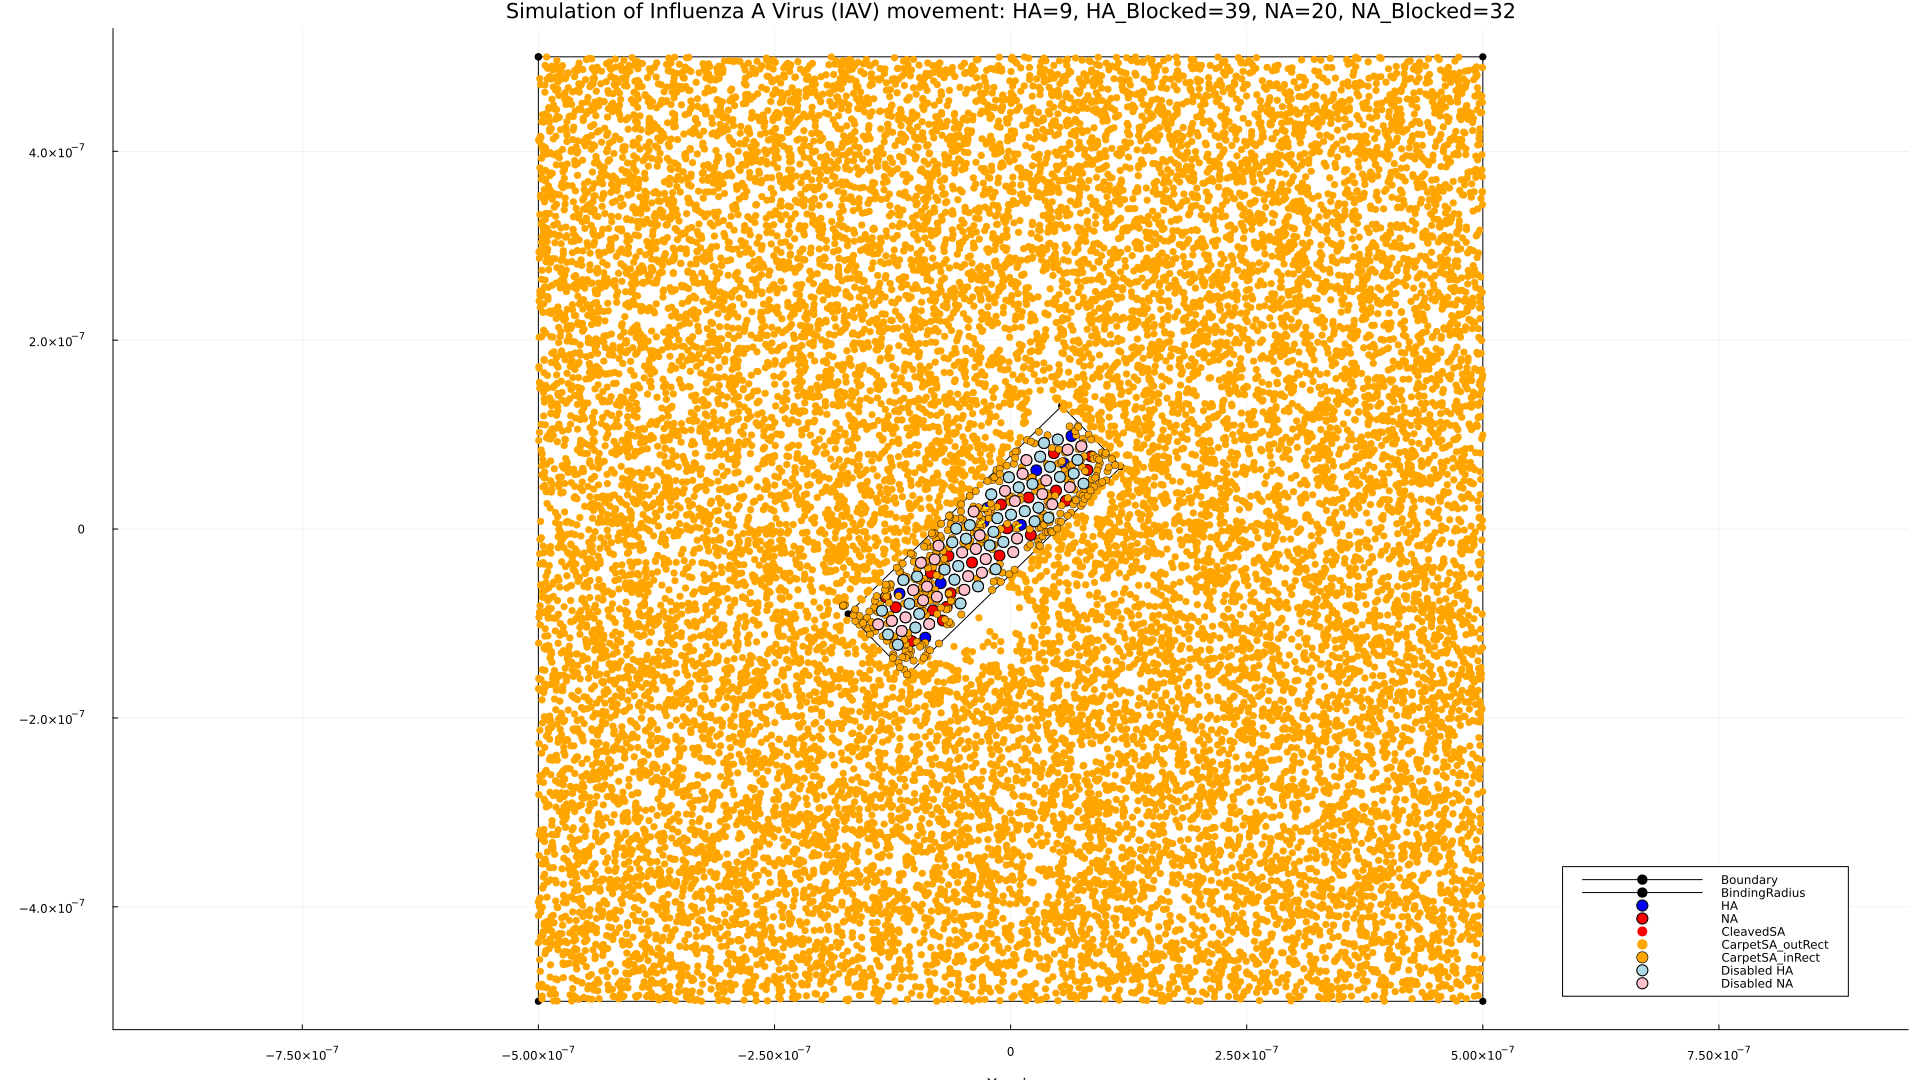 Simulation of Influenza A Virus (IAV) movement: HA=9, HA_Blocked=39, NA=20, NA_Blocked=32
4.0×10⁻⁷
2.0×10⁻⁷
0
−2.0×10⁻⁷
−4.0×10⁻⁷
Boundary
BindingRadius
HA
NA
CleavedSA
CarpetSA_outRect
CarpetSA_inRect
Disabled HA
Disabled NA
−7.50×10⁻⁷ −5.00×10⁻⁷ −2.50×10⁻⁷ 0 2.50×10⁻⁷ 5.00×10⁻⁷ 7.50×10⁻⁷